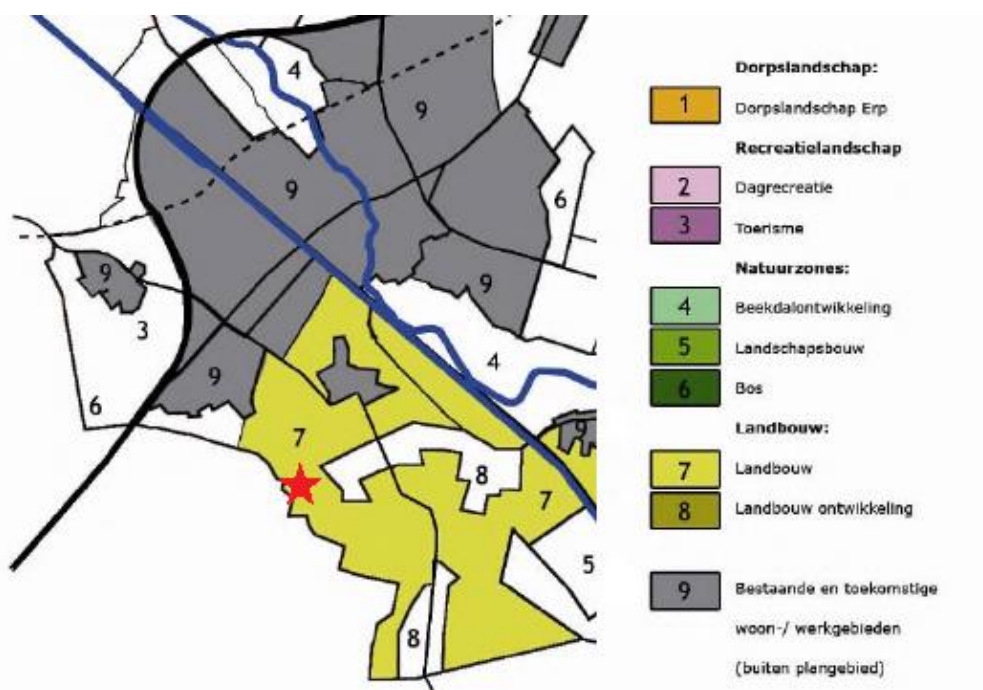 4
9
9
6
9
9
3
4
9
6
9
7
8
7
5
8
Dorpslandschap:
1 Dorpslandschap Erp
Recreatielandschap
2 Dagrecreatie
3 Toerisme
Natuurzones:
4 Beekdalontwikkeling
5 Landschapsbouw
6 Bos
Landbouw:
7 Landbouw
8 Landbouw ontwikkeling
9 Bestaande en toekomstige
woon-/ werkgebieden
(buiten plangebied)